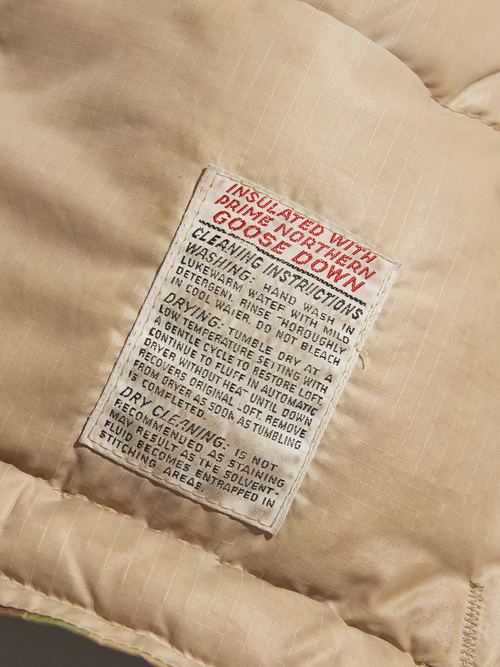 INSULATED WITH
PRIME NORTHERN
GOOSE DOWN
CLEANING INSTRUCTIONS
WASHING: HAND WASH IN
LUKEWARM WATER WITH MILD
DETERGENT. RINSE THOROUGHLY
IN COOL WATER. DO NOT BLEACH
DRYING: TUMBLE DRY AT A
LOW TEMPERATURE SETTING WITH
A GENTLE CYCLE TO RESTORE LOFT.
CONTINUE TO FLUFF IN AUTOMATIC
DRYER WITHOUT HEAT UNTIL DOWN
RECOVERS ORIGINAL LOFT. REMOVE
FROM DRYER AS SOON AS TUMBLING
IS COMPLETED.
DRY CLEANING: IS NOT
RECOMMENDED AS STAINING
MAY RESULT AS THE SOLVENT-
FLUID BECOMES ENTRAPPED IN
STITCHING AREAS.